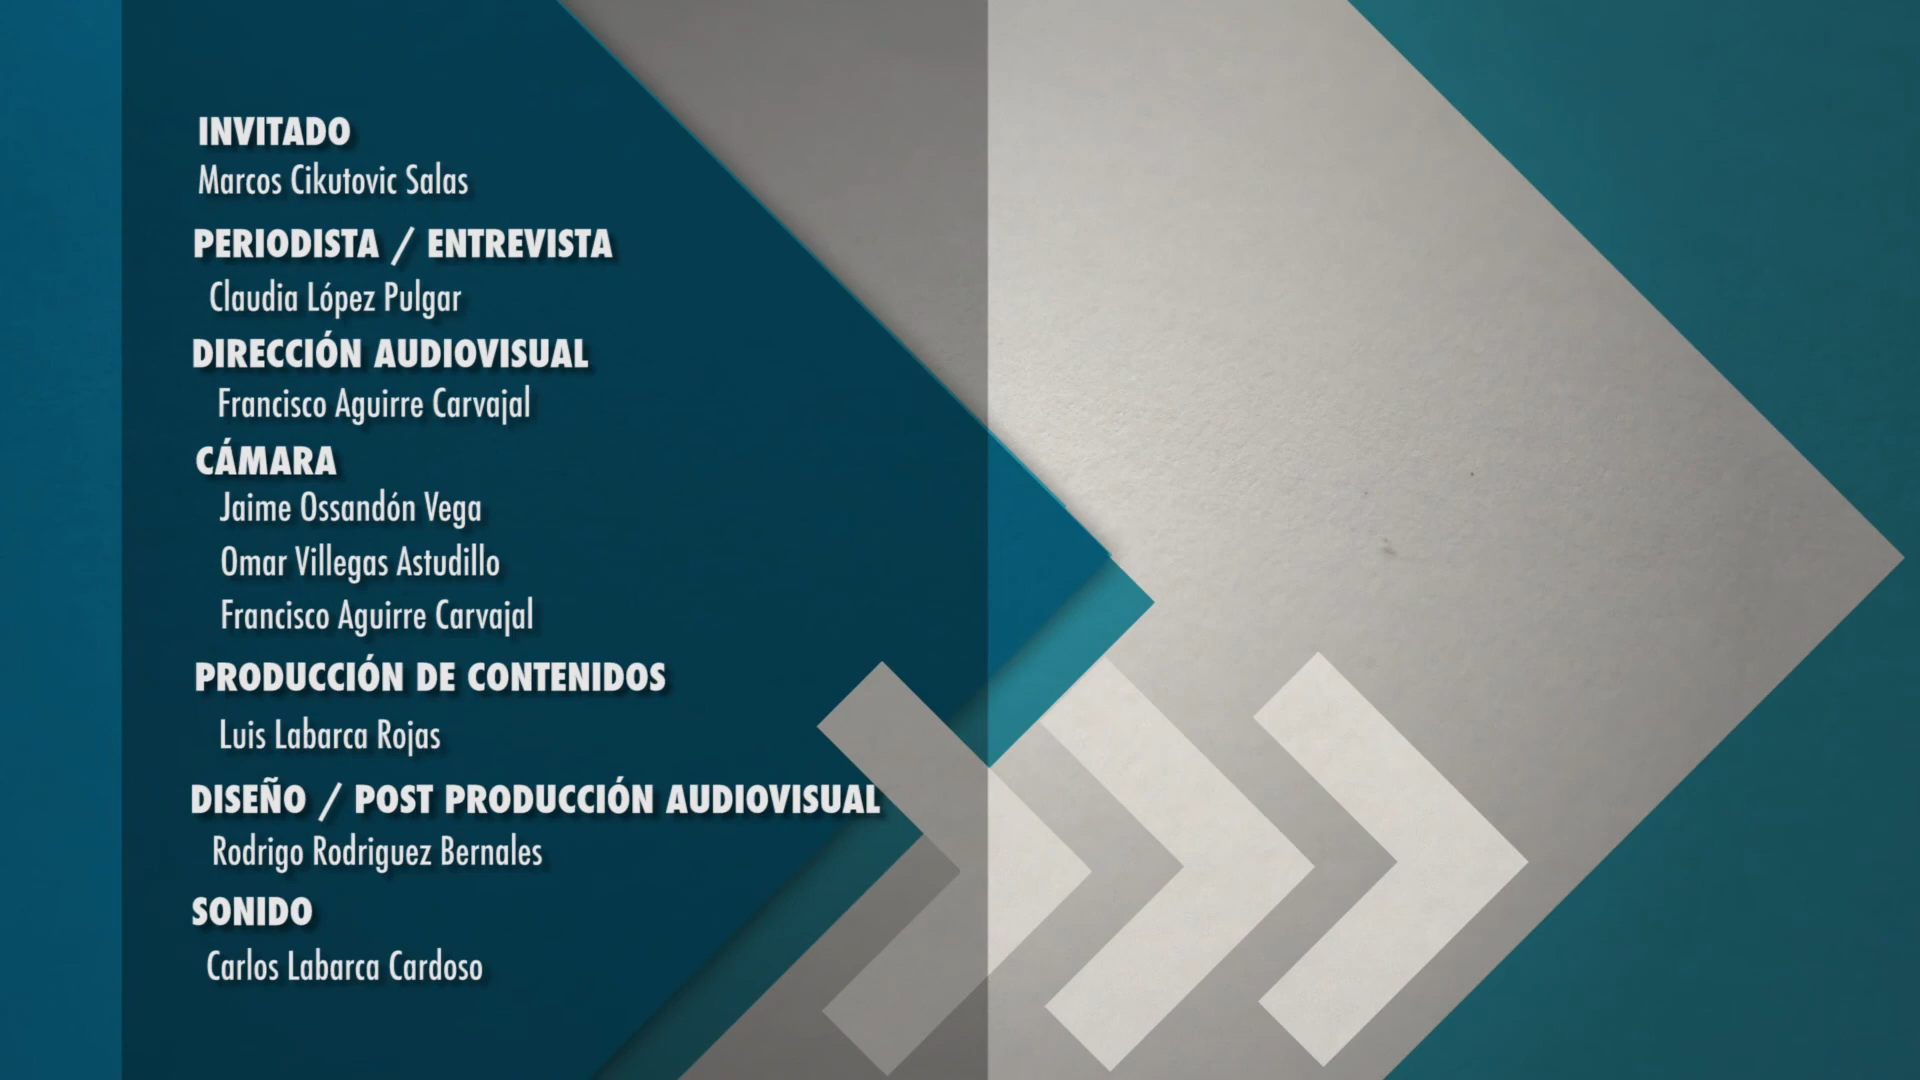 INVITADO
Marcos Cikutovic Salas
PERIODISTA / ENTREVISTA
Claudia López Pulgar
DIRECCIÓN AUDIOVISUAL
Francisco Aguirre Carvajal
CÁMARA
Jaime Ossandón Vega
Omar Villegas Astudillo
Francisco Aguirre Carvajal
PRODUCCIÓN DE CONTENIDOS
Luis Labarca Rojas
DISEÑO / POST PRODUCCIÓN AUDIOVISUAL
Rodrigo Rodriguez Bernales
SONIDO
Carlos Labarca Cardoso